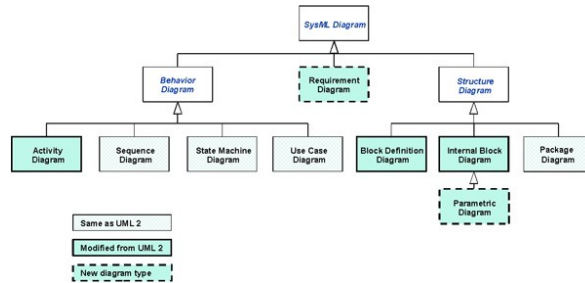 SysML Diagram
Behavior
Diagram
Requirement
Diagram
Structure
Diagram
Activity
Diagram
Sequence
Diagram
State Machine
Diagram
Use Case
Diagram
Block Definition
Diagram
Internal Block
Diagram
Package
Diagram
Parametric
Diagram
Same as UML 2
Modified from UML 2
New diagram type